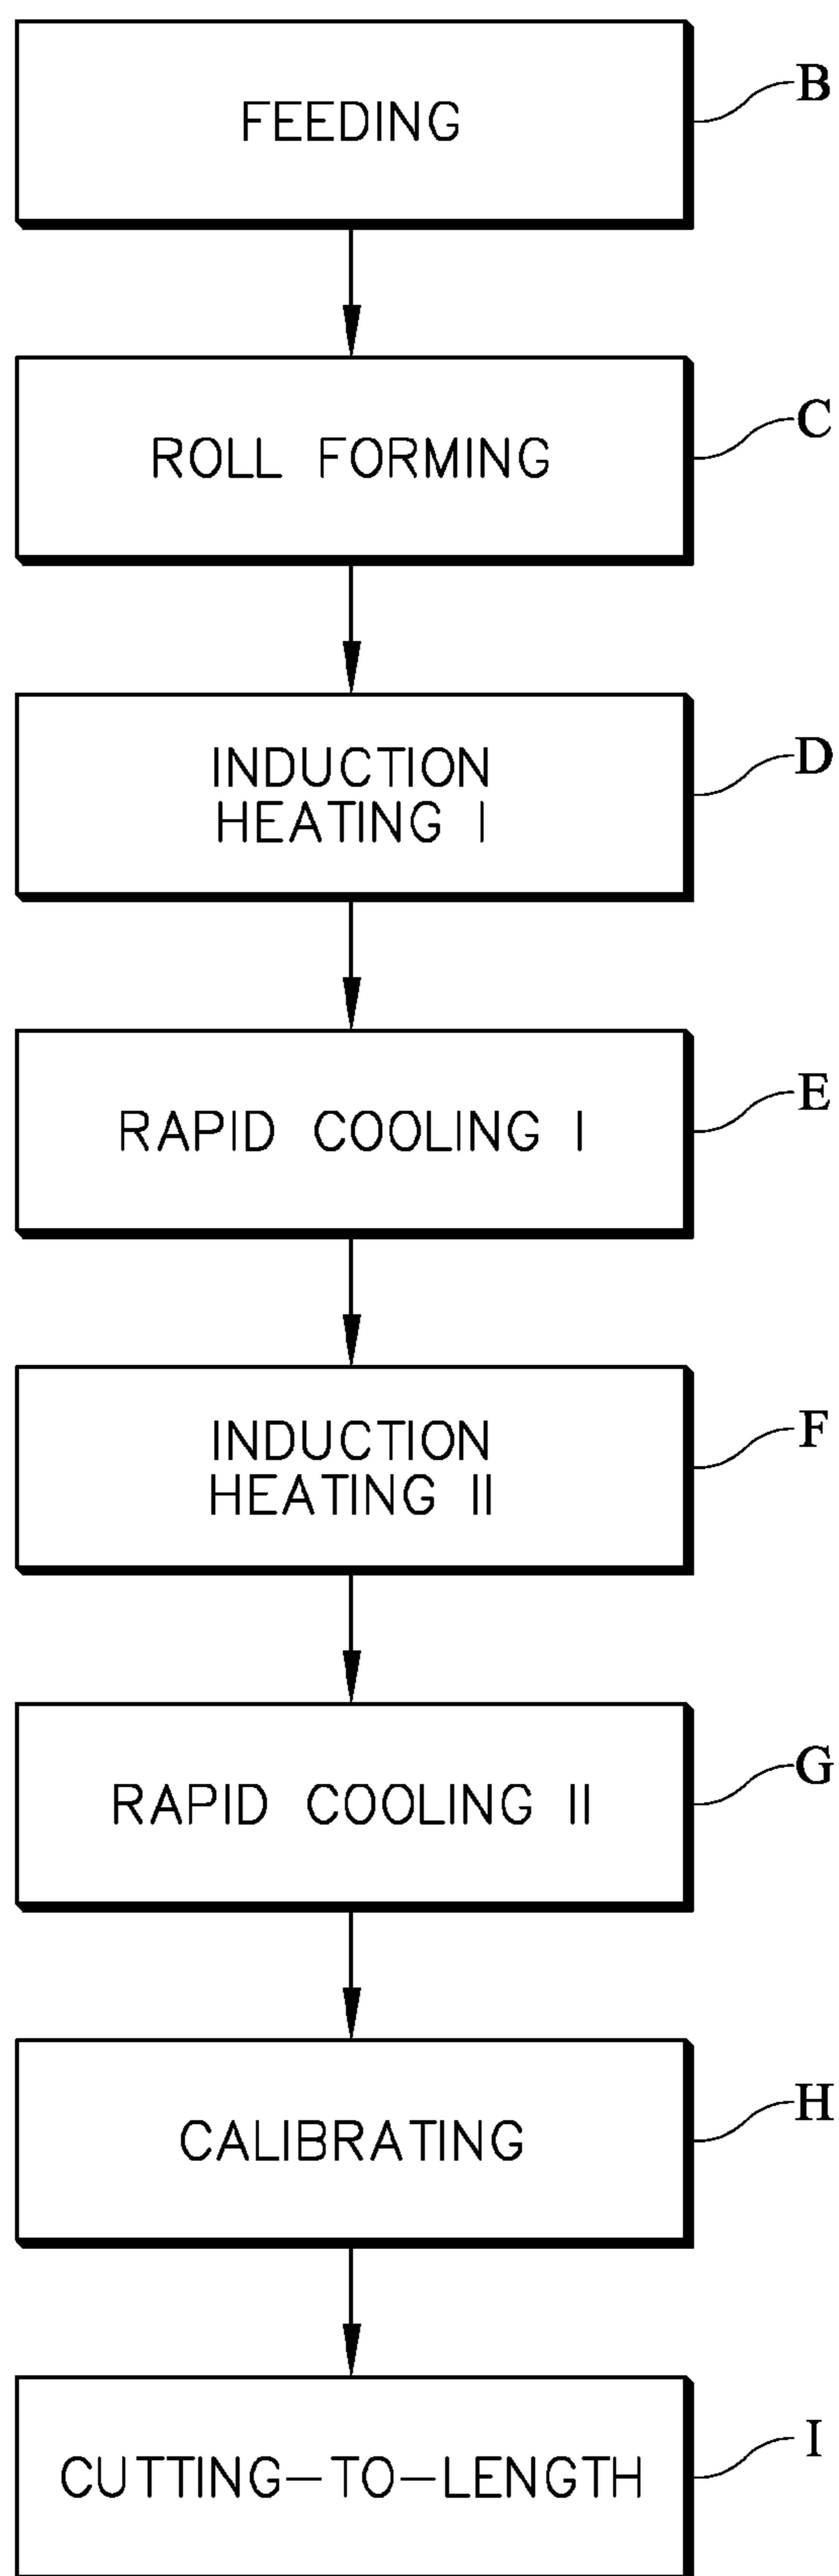 FEEDING
B
ROLL FORMING
C
INDUCTION
HEATING I
D
RAPID COOLING I
E
INDUCTION
HEATING II
F
RAPID COOLING II
G
CALIBRATING
H
CUTTING-TO-LENGTH
I